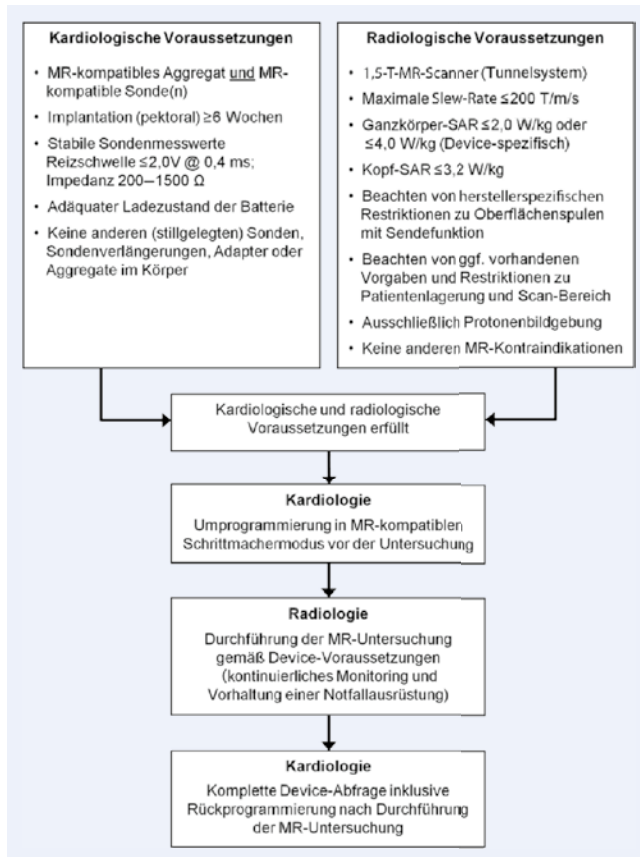 Kardiologische Voraussetzungen
• MR-kompatibles Aggregat und MR-
kompatible Sonde(n)
• Implantation (pektoral) ≥6 Wochen
• Stabile Sondenmesswerte
Reizschwelle ≤2,0V @ 0,4 ms;
Impedanz 200–1500 Ω
• Adäquater Ladezustand der Batterie
• Keine anderen (stillgelegten) Sonden,
Sondenverlängerungen, Adapter oder
Aggregate im Körper
Radiologische Voraussetzungen
• 1,5-T-MR-Scanner (Tunnelsystem)
• Maximale Slew-Rate ≤200 T/m/s
• Ganzkörper-SAR ≤2,0 W/kg oder
≤4,0 W/kg (Device-spezifisch)
• Kopf-SAR ≤3,2 W/kg
• Beachten von herstellerspezifischen
Restriktionen zu Oberflächenspulen
mit Sendefunktion
• Beachten von ggf. vorhandenen
Vorgaben und Restriktionen zu
Patientenlagerung und Scan-Bereich
• Ausschließlich Protonenbildgebung
• Keine anderen MR-Kontraindikationen
Kardiologische und radiologische
Voraussetzungen erfüllt
Kardiologie
Umprogrammierung in MR-kompatiblen
Schrittmachermodus vor der Untersuchung
Radiologie
Durchführung der MR-Untersuchung
gemäß Device-Voraussetzungen
(kontinuierliches Monitoring und
Vorhaltung einer Notfallausrüstung)
Kardiologie
Komplette Device-Abfrage inklusive
Rückprogrammierung nach Durchführung
der MR-Untersuchung